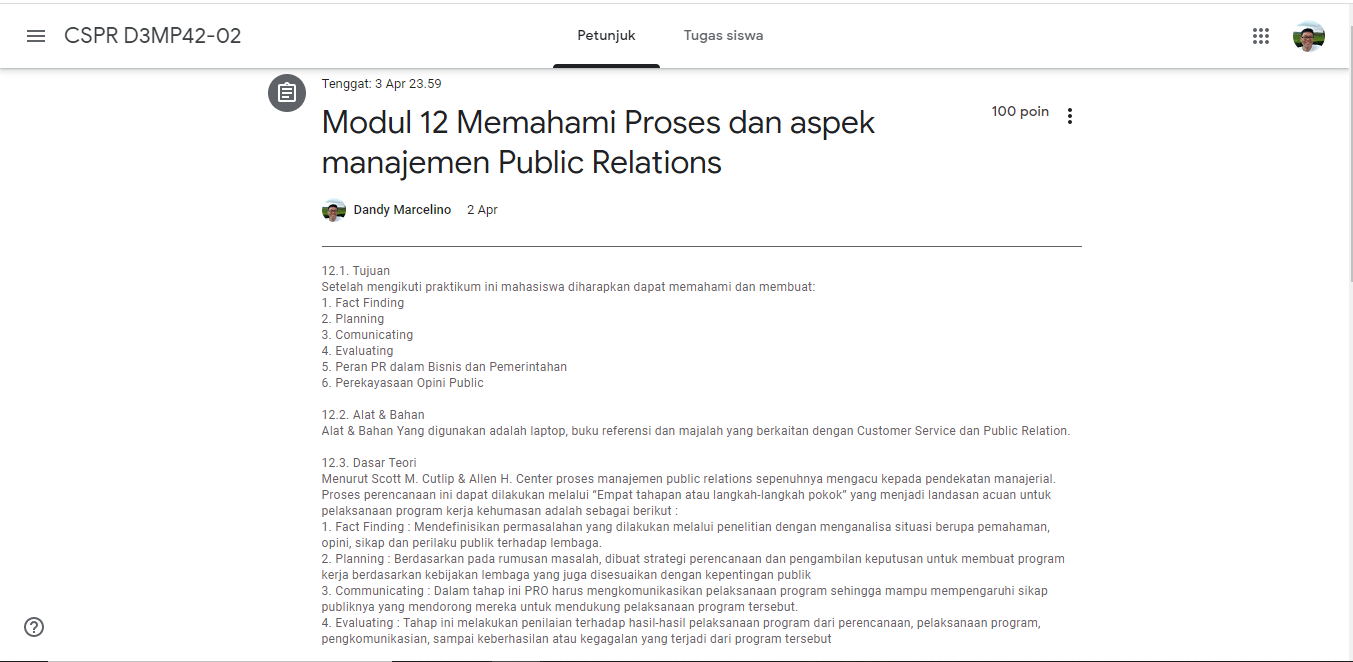 CSPR D3MP42-02
Petunjuk
Tugas siswa
Tenggat: 3 Apr 23.59
Modul 12 Memahami Proses dan aspek
manajemen Public Relations
100 poin
Dandy Marcelino 2 Apr
12.1. Tujuan
Setelah mengikuti praktikum ini mahasiswa diharapkan dapat memahami dan membuat:
1. Fact Finding
2. Planning
3. Comunicating
4. Evaluating
5. Peran PR dalam Bisnis dan Pemerintahan
6. Perekayasaan Opini Public
12.2. Alat & Bahan
Alat & Bahan Yang digunakan adalah laptop, buku referensi dan majalah yang berkaitan dengan Customer Service dan Public Relation.
12.3. Dasar Teori
Menurut Scott M. Cutlip & Allen H. Center proses manajemen public relations sepenuhnya mengacu kepada pendekatan manajerial.
Proses perencanaan ini dapat dilakukan melalui “Empat tahapan atau langkah-langkah pokok” yang menjadi landasan acuan untuk
pelaksanaan program kerja kehumasan adalah sebagai berikut :
1. Fact Finding : Mendefinisikan permasalahan yang dilakukan melalui penelitian dengan menganalisa situasi berupa pemahaman,
opini, sikap dan perilaku publik terhadap lembaga.
2. Planning : Berdasarkan pada rumusan masalah, dibuat strategi perencanaan dan pengambilan keputusan untuk membuat program
kerja berdasarkan kebijakan lembaga yang juga disesuaikan dengan kepentingan publik
3. Communicating : Dalam tahap ini PRO harus mengkomunikasikan pelaksanaan program sehingga mampu mempengaruhi sikap
publiknya yang mendorong mereka untuk mendukung pelaksanaan program tersebut.
4. Evaluating : Tahap ini melakukan penilaian terhadap hasil-hasil pelaksanaan program dari perencanaan, pelaksanaan program,
pengkomunikasian, sampai keberhasilan atau kegagalan yang terjadi dari program tersebut